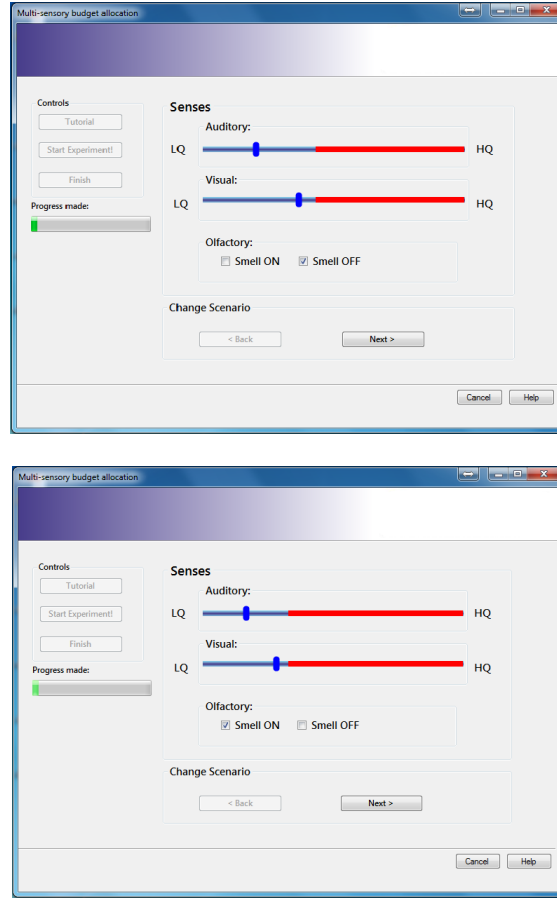 Multi-sensory budget allocation
Controls
Tutorial
Start Experiment!
Finish
Progress made:
Senses
Auditory:
LQ HQ
Visual:
LQ HQ
Olfactory:
Smell ON Smell OFF
Change Scenario
< Back Next >
Cancel Help
Multi-sensory budget allocation
Controls
Tutorial
Start Experiment!
Finish
Progress made:
Senses
Auditory:
LQ HQ
Visual:
LQ HQ
Olfactory:
Smell ON Smell OFF
Change Scenario
< Back Next >
Cancel Help